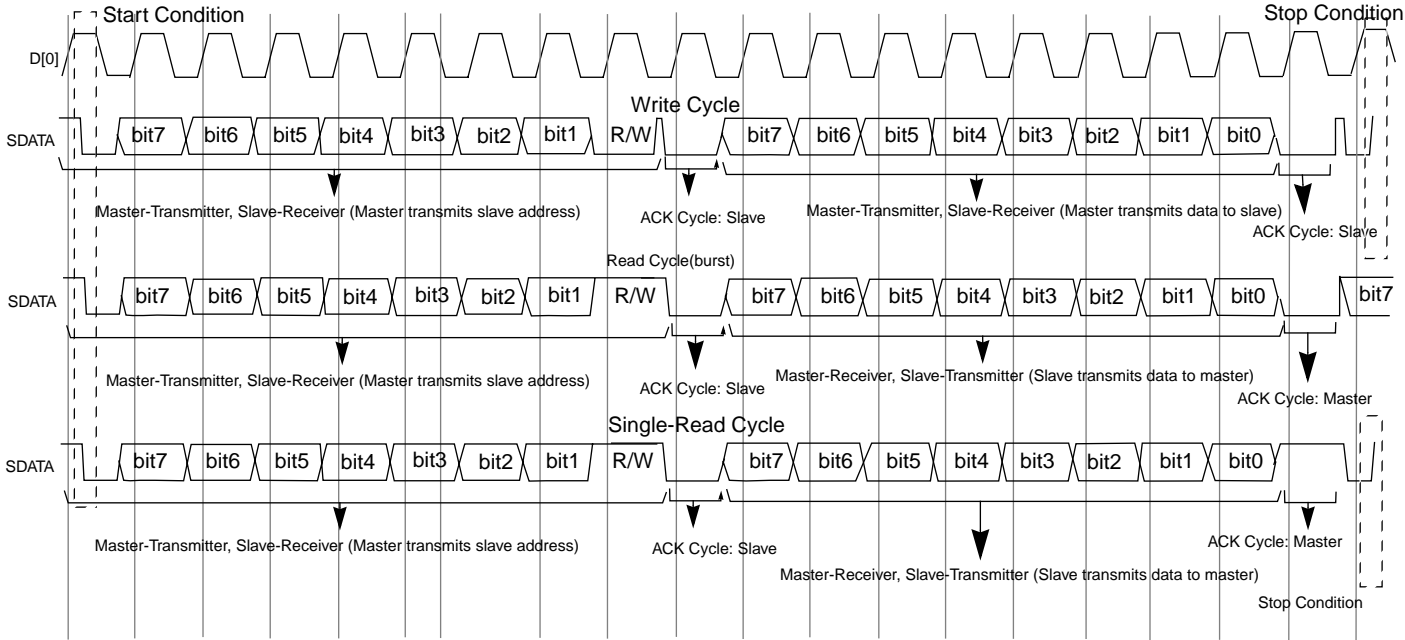 Start Condition
Stop Condition
D[0]
Write Cycle
SDATA
bit7 bit6 bit5 bit4 bit3 bit2 bit1 R/W bit7 bit6 bit5 bit4 bit3 bit2 bit1 bit0
Master-Transmitter, Slave-Receiver (Master transmits slave address)
ACK Cycle: Slave
Master-Transmitter, Slave-Receiver (Master transmits data to slave)
ACK Cycle: Slave
Read Cycle(burst)
SDATA
bit7 bit6 bit5 bit4 bit3 bit2 bit1 R/W bit7 bit6 bit5 bit4 bit3 bit2 bit1 bit0 bit7
Master-Transmitter, Slave-Receiver (Master transmits slave address)
ACK Cycle: Slave
Master-Receiver, Slave-Transmitter (Slave transmits data to master)
ACK Cycle: Master
Single-Read Cycle
SDATA
bit7 bit6 bit5 bit4 bit3 bit2 bit1 R/W bit7 bit6 bit5 bit4 bit3 bit2 bit1 bit0
Master-Transmitter, Slave-Receiver (Master transmits slave address)
ACK Cycle: Slave
Master-Receiver, Slave-Transmitter (Slave transmits data to master)
ACK Cycle: Master
Stop Condition